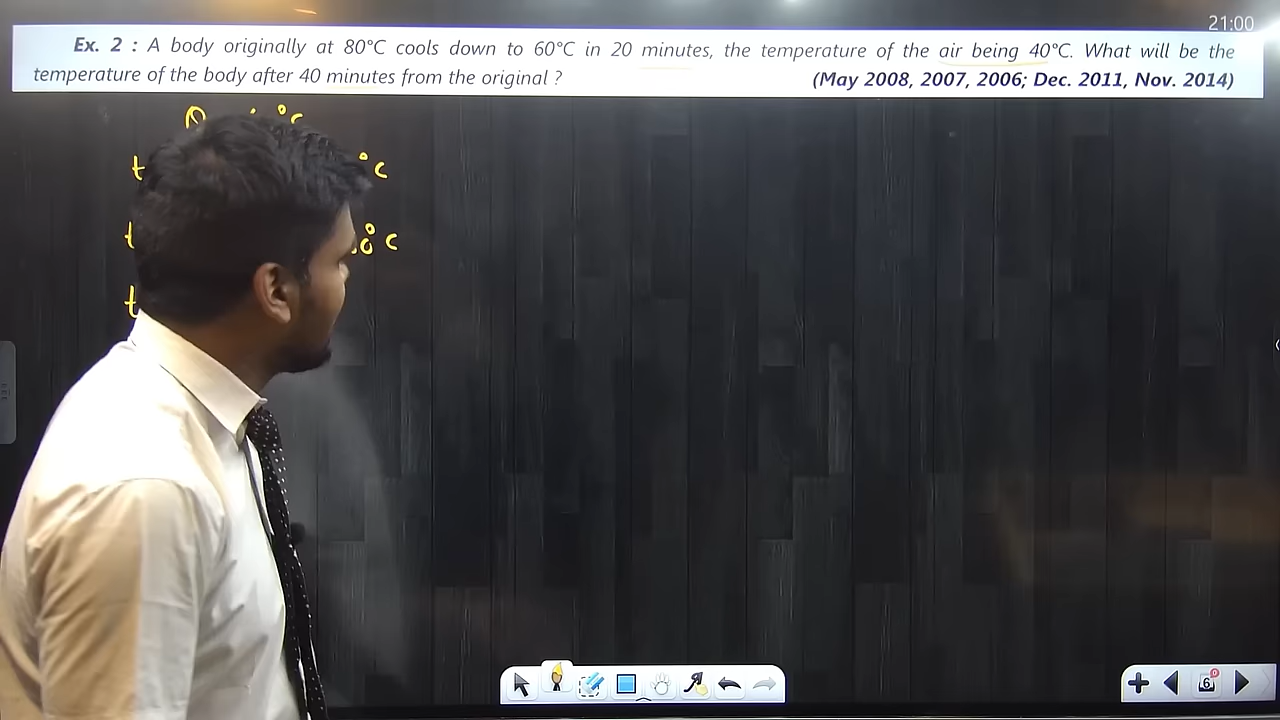 21:00
Ex. 2 : A body originally at 80°C cools down to 60°C in 20 minutes, the temperature of the air being 40°C. What will be the
temperature of the body after 40 minutes from the original ?
(May 2008, 2007, 2006; Dec. 2011, Nov. 2014)
°C
t °C
t 0°C
t
6